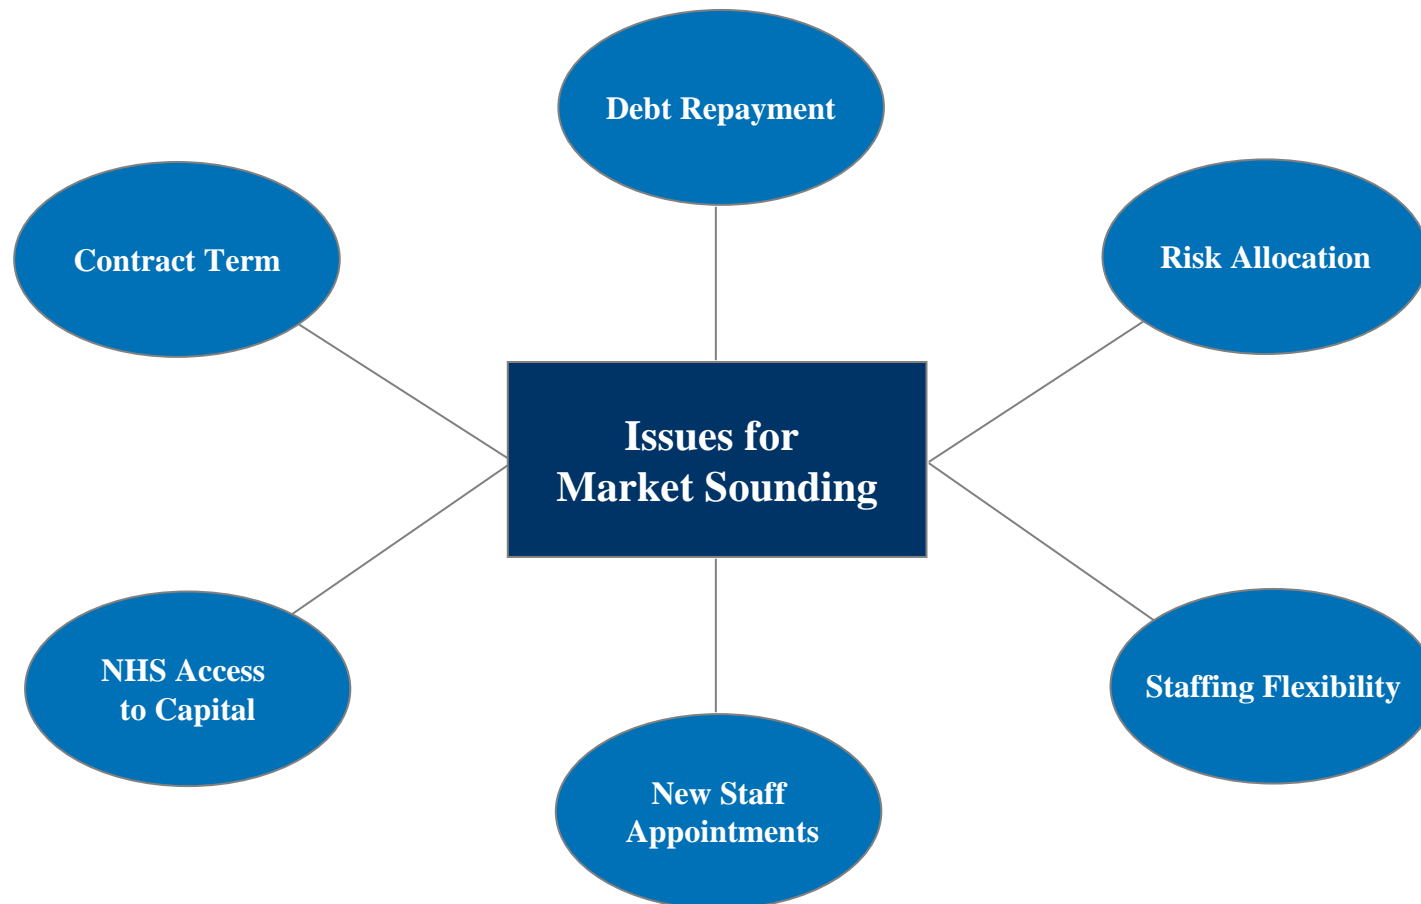 Debt Repayment
Contract Term
Risk Allocation
Issues for
Market Sounding
NHS Access
to Capital
Staffing Flexibility
New Staff
Appointments